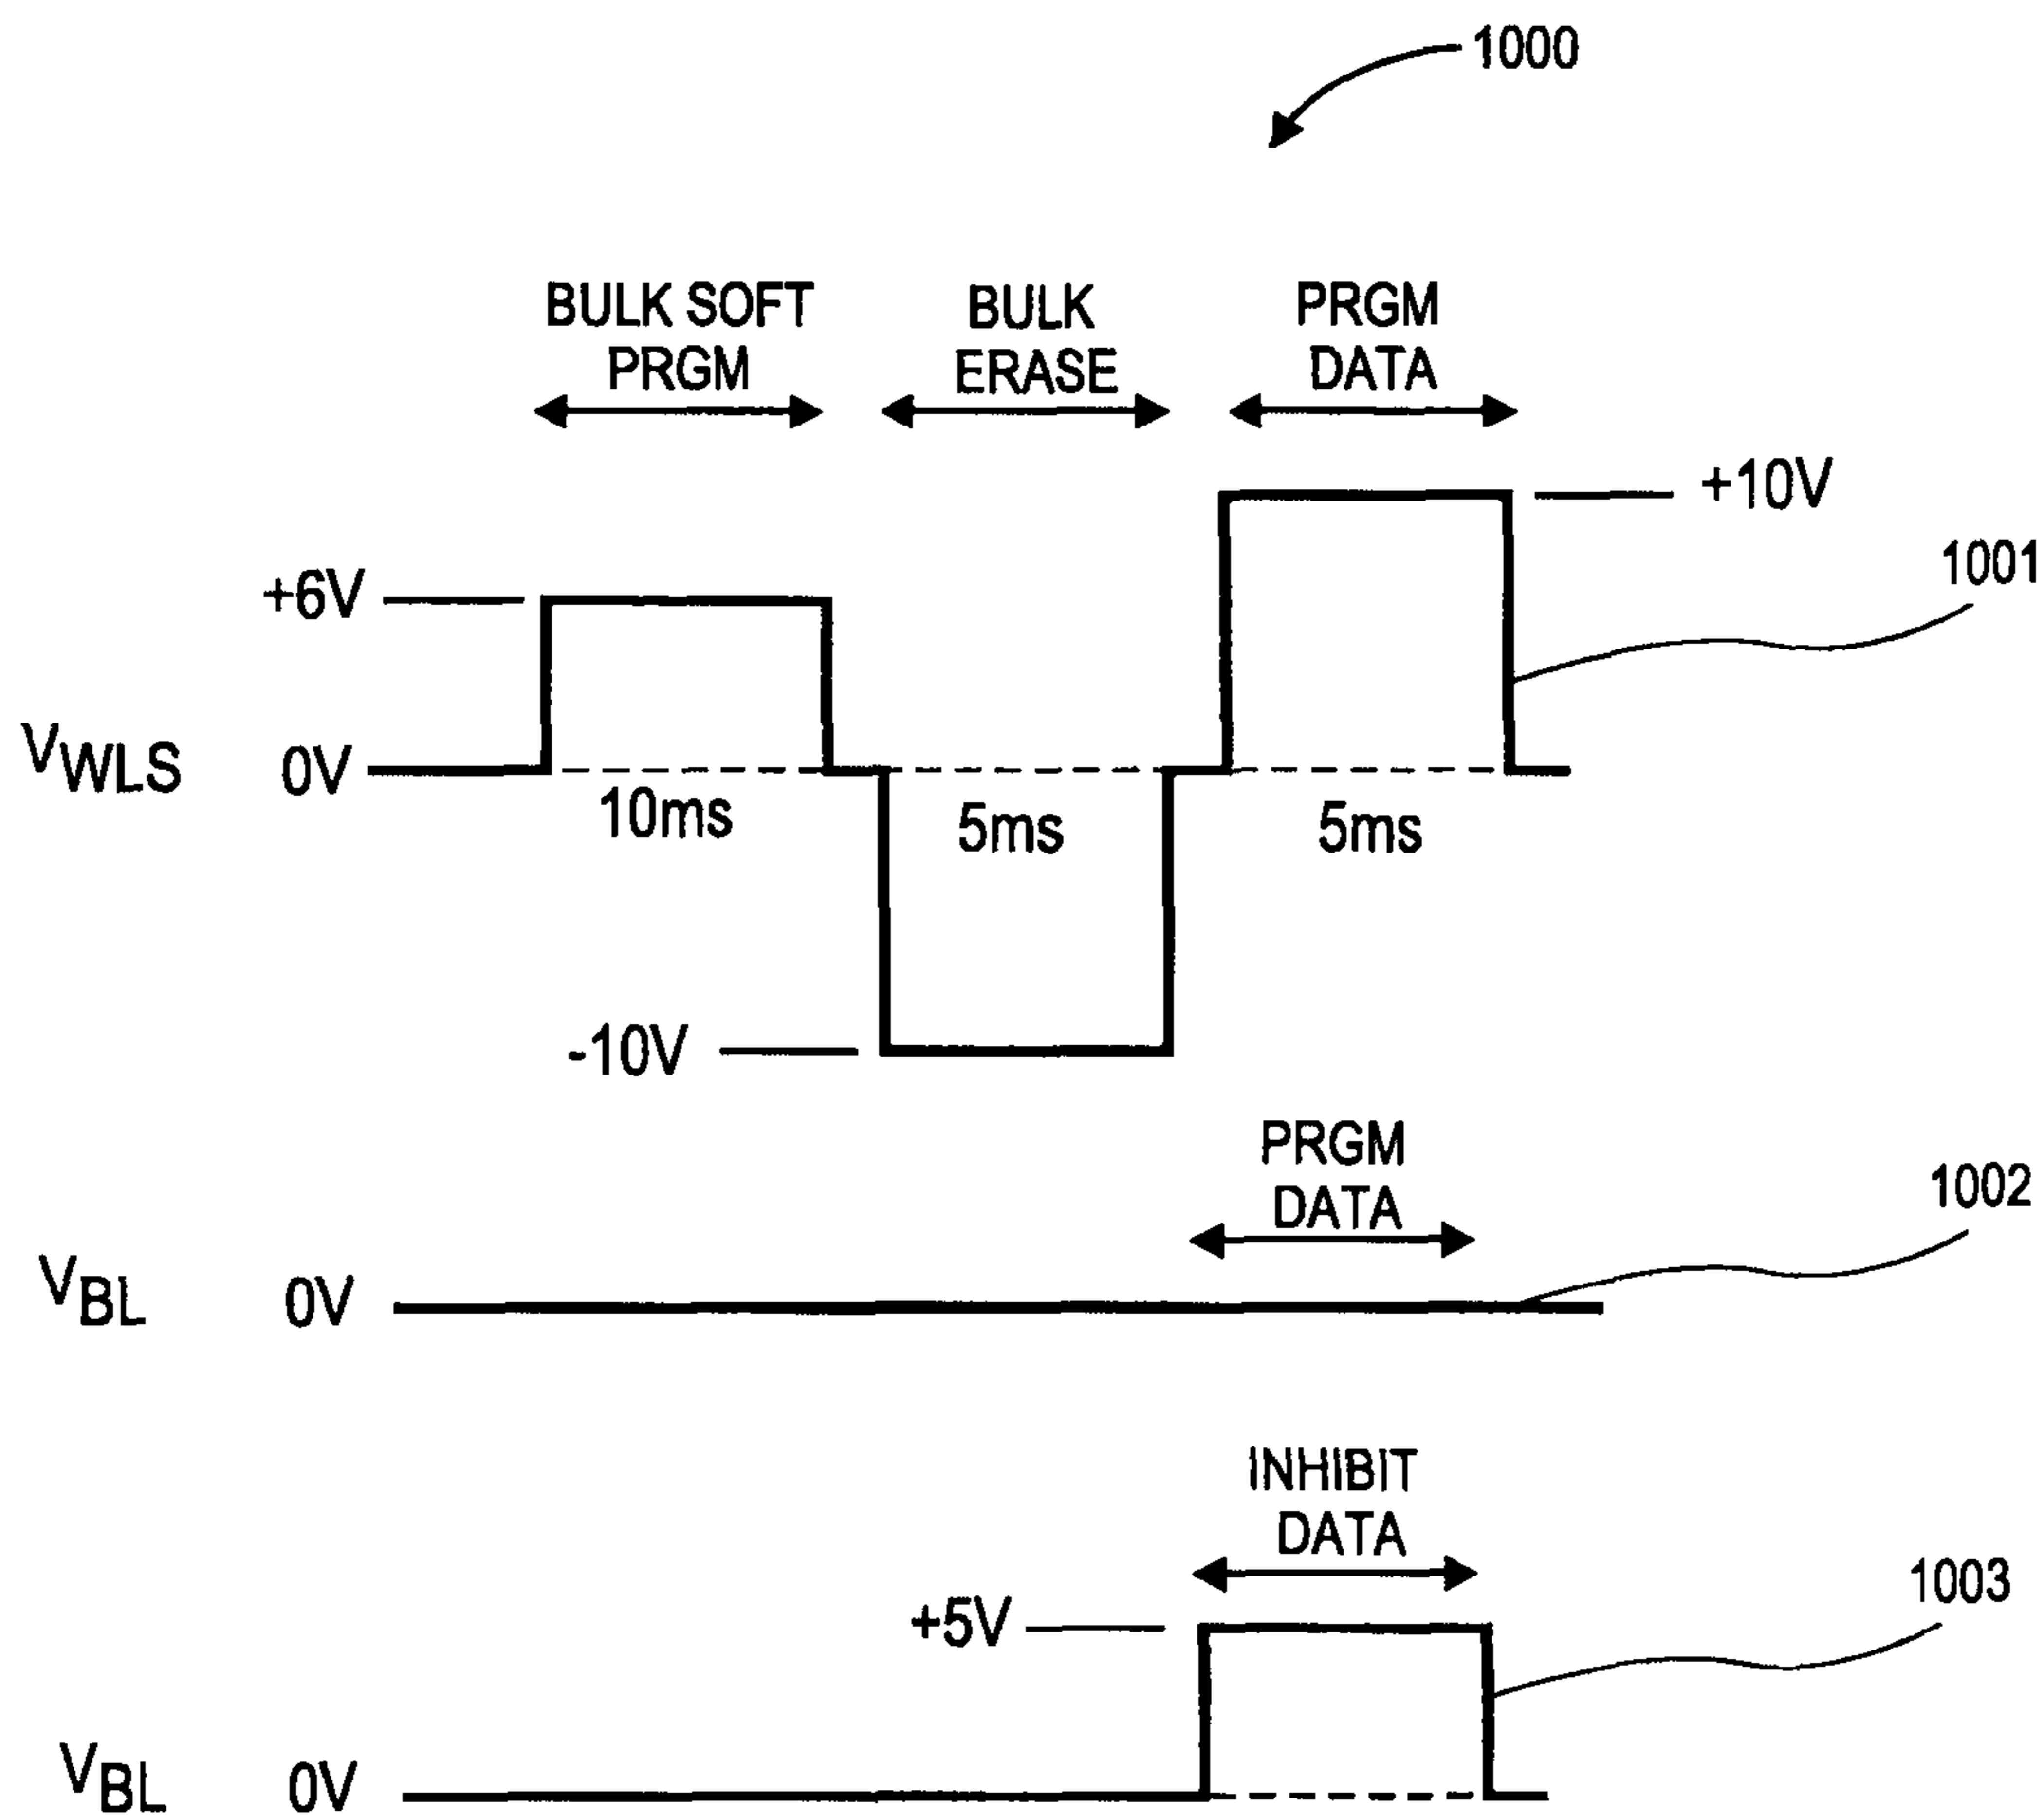 1000
BULK SOFT
PRGM
BULK
ERASE
PRGM
DATA
+10V
1001
+6V
VWLS 0V
10ms 5ms 5ms
-10V
PRGM
DATA
1002
VBL 0V
INHIBIT
DATA
1003
+5V
VBL 0V